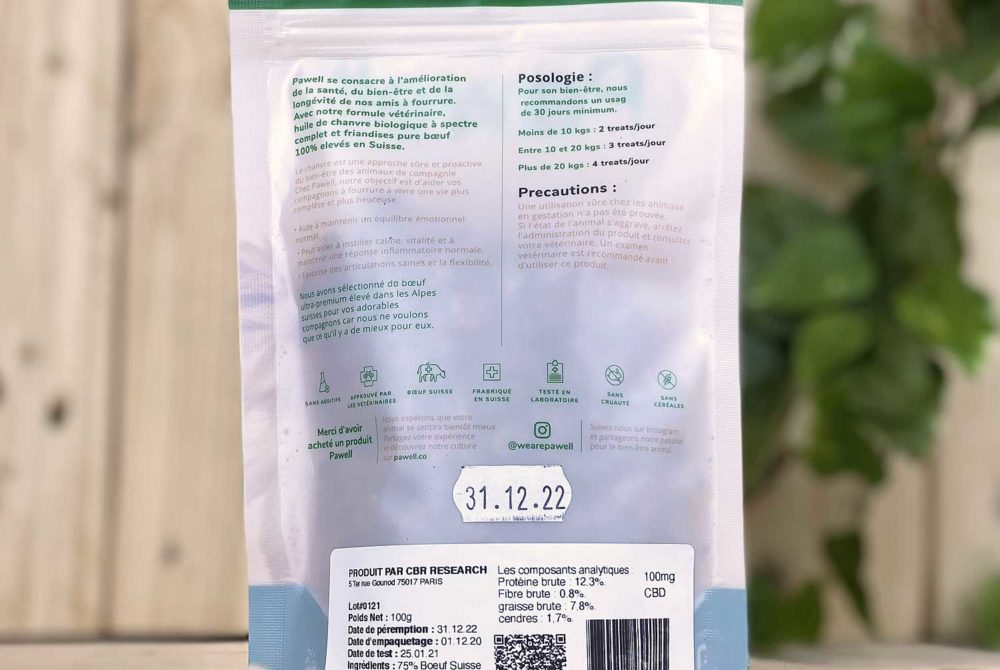 Pawell se consacre à l'amélioration
de la santé, du bien-être et de la
longévité de nos amis à fourrure.
Avec notre formule vétérinaire,
huile de chanvre biologique à spectre
complet et friandises pure bœuf
100% elevés en Suisse.
Le chanvre est une approche sûre et proactive
du bien-être des animaux de compagnie.
Chez Pawell, notre objectif est d'aider vos
compagnons à fourrure à vivre une vie plus
complète et plus heureuse.
• Aide à maintenir un équilibre émotionnel
normal
• Peut aider à instiller calme, vitalité et à
maintenir une réponse inflammatoire normale.
• Favorise des articulations saines et la flexibilité.
Nous avons sélectionné do bœuf
ultra-premium élevé dans les Alpes
suisses pour vos adorables
compagnons car nous ne voulons
que ce qu'il y a de mieux pour eux.
Posologie :
Pour son bien-être, nous
recommandons un usag
de 30 jours minimum.
Moins de 10 kgs : 2 treats/jour
Entre 10 et 20 kgs : 3 treats/jour
Plus de 20 kgs : 4 treats/jour
Precautions :
Une utilisation sûre chez les animaux
en gestation n'a pas été prouvée.
Si l'état de l'animal s'aggrave, arrêtez
l'administration du produit et consultez
votre vétérinaire. Un examen
vétérinaire est recommandé avant
d'utiliser ce produit
SANS ADDITIFS
APPROUVÉ PAR
LES VÉTÉRINAIRES
BŒUF SUISSE
FRABRIQUÉ
EN SUISSE
TESTÉ EN
LABORATOIRE
SANS
CRUAUTÉ
SANS
CÉRÉALES
Merci d'avoir
acheté un produit
Pawell
Nous espérons que votre
animal se sentira bientôt mieux.
Partagez votre expérience
et découvrez notre culture
sur pawell.co
@wearepawell
Suivez-nous sur Instagram
et partageons notre passion
pour le bien-être animal.
31.12.22
PRODUIT PAR CBR RESEARCH
5 Ter rue Gounod 75017 PARIS
Lot#0121
Poids Net : 100g
Date de péremption : 31.12.22
Date d'empaquetage : 01.12.20
Date de test : 25.01.21
Ingrédients : 75% Boeuf Suisse
Les composants analytiques :
Protéine brute : 12.3%.
Fibre brute : 0.8%.
graisse brute : 7.8%.
cendres : 1,7%.
100mg
CBD